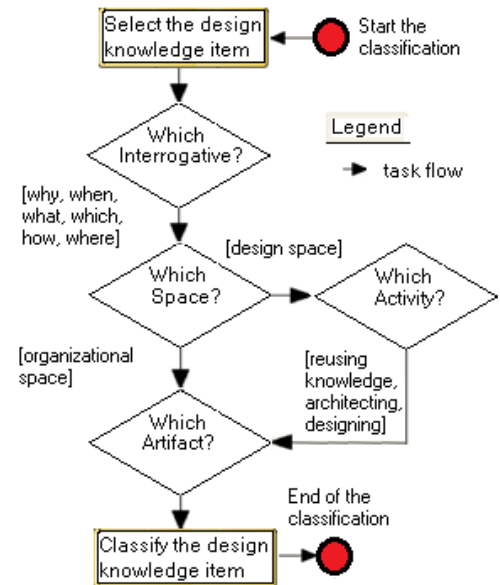 Select the design
knowledge item
Start the
classification
Which
Interrogative?
Legend
task flow
[why, when,
what, which,
how, where]
[design space]
Which
Space?
Which
Activity?
[organizational
space]
[reusing
knowledge,
architecting,
designing]
Which
Artifact?
End of the
classification
Classify the design
knowledge item